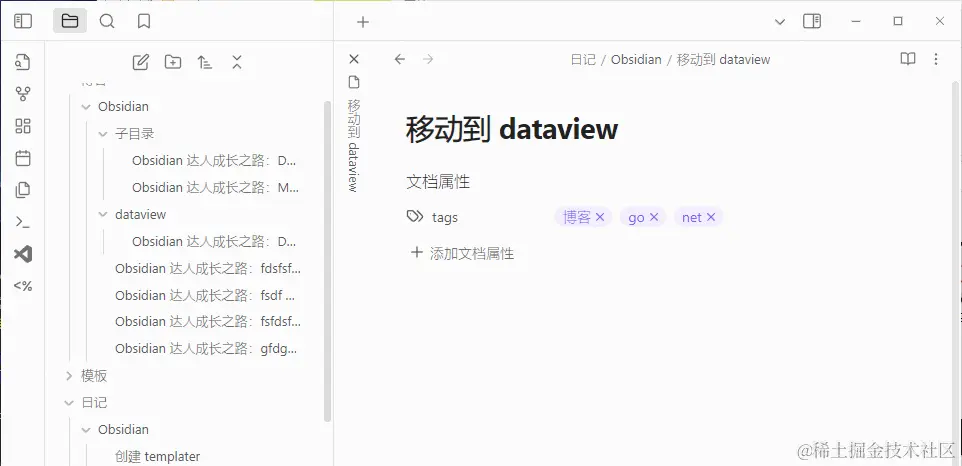 日记 / Obsidian / 移动到 dataview
移动到 dataview
Obsidian
子目录
Obsidian 达人成长之路：D...
Obsidian 达人成长之路：M...
dataview
Obsidian 达人成长之路：D...
Obsidian 达人成长之路：fdsfsf...
Obsidian 达人成长之路：fsdf ...
Obsidian 达人成长之路：fsfdsf...
Obsidian 达人成长之路：gfdg...
模板
日记
Obsidian
创建 templater
<%
移动到 dataview
文档属性
tags 博客 × go × net ×
+ 添加文档属性
@稀土掘金技术社区